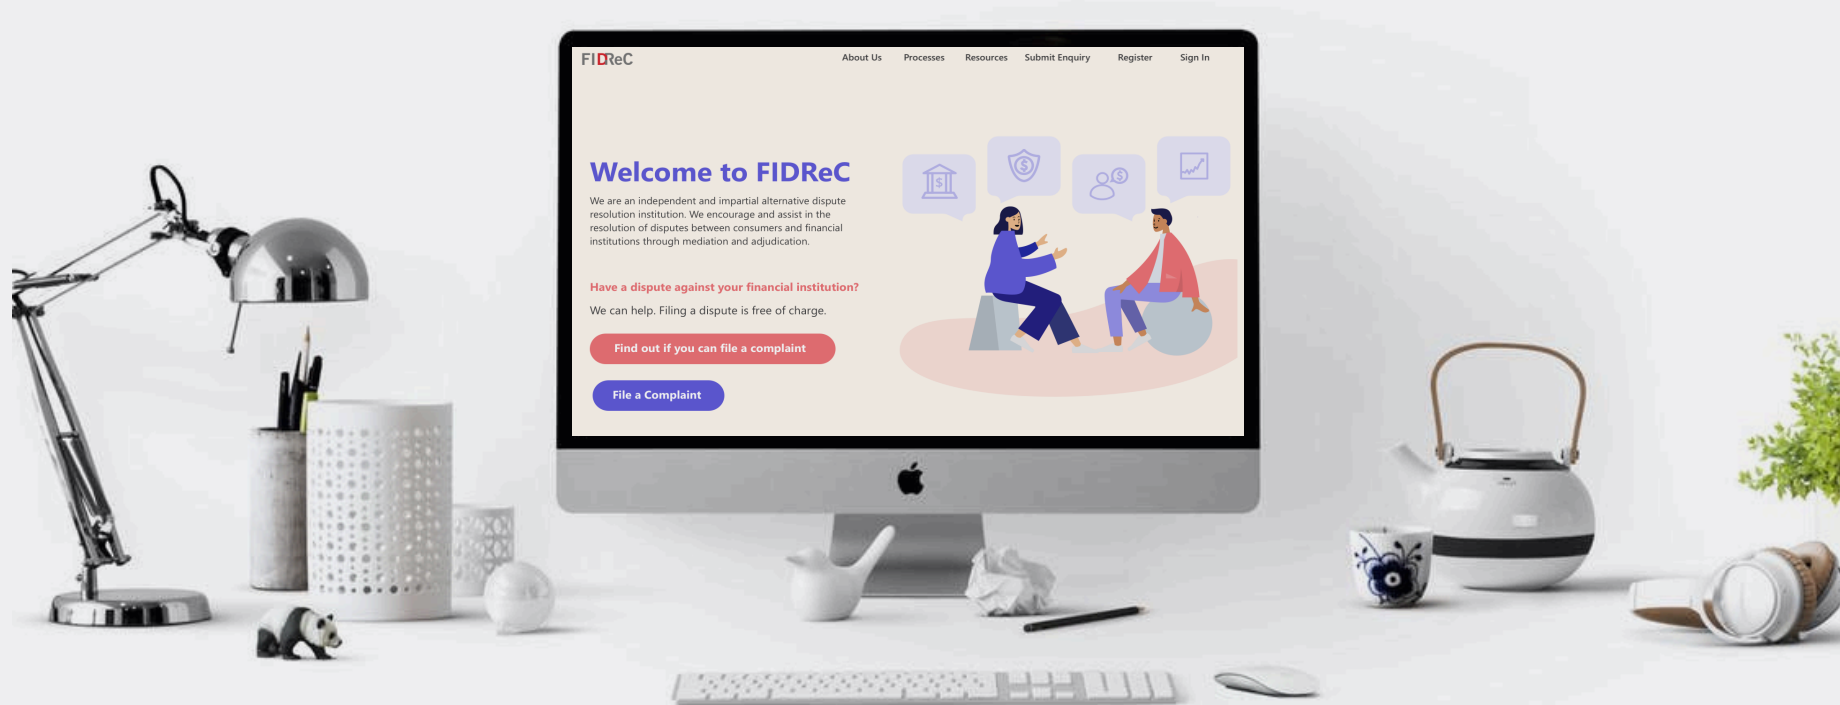 FIDReC
About Us Processes Resources Submit Enquiry Register Sign In
Welcome to FIDReC
We are an independent and impartial alternative dispute
resolution institution. We encourage and assist in the
resolution of disputes between consumers and financial
institutions through mediation and adjudication.
Have a dispute against your financial institution?
We can help. Filing a dispute is free of charge.
Find out if you can file a complaint
File a Complaint